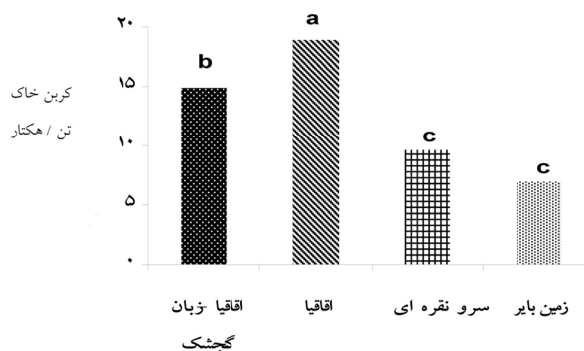 ۲۰
۱۵
۱۰
۵
۰
کربن خاک
تن / هکتار
b
a
c
c
اقاقیا -زبان
گنجشک
اقاقیا
سرو نقره ای
زمین بایر